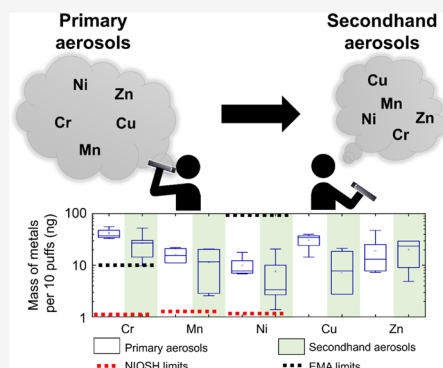 Primary
aerosols
Secondhand
aerosols
Ni
Zn
Cr
Cu
Mn
Cu
Mn
Ni
Zn
Cr
Mass of metals
per 10 puffs (ng)
100
10
1
Cr
Mn
Ni
Cu
Zn
Primary aerosols
Secondhand aerosols
NIOSH limits
EMA limits